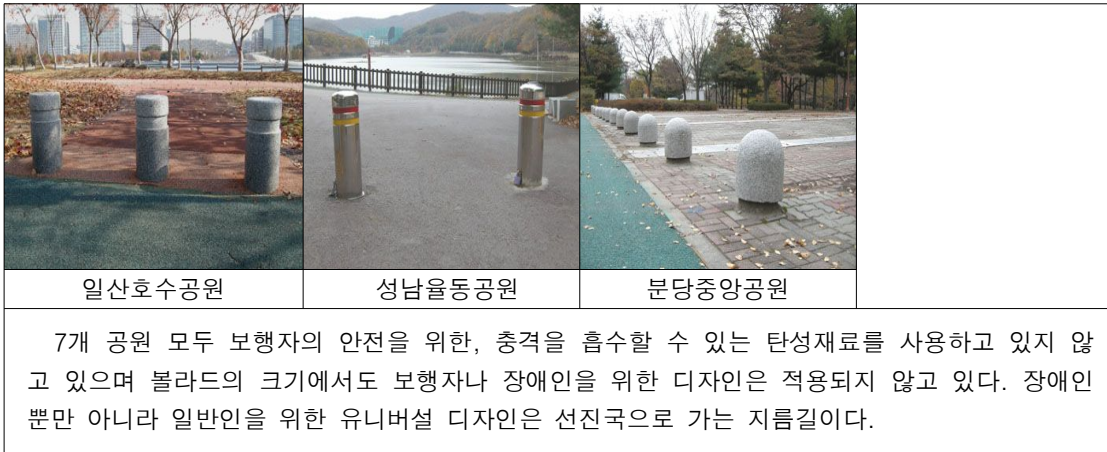 일산호수공원
성남율동공원
분당중앙공원
7개 공원 모두 보행자의 안전을 위한, 충격을 흡수할 수 있는 탄성재료를 사용하고 있지 않
고 있으며 볼라드의 크기에서도 보행자나 장애인을 위한 디자인은 적용되지 않고 있다. 장애인
뿐만 아니라 일반인을 위한 유니버설 디자인은 선진국으로 가는 지름길이다.